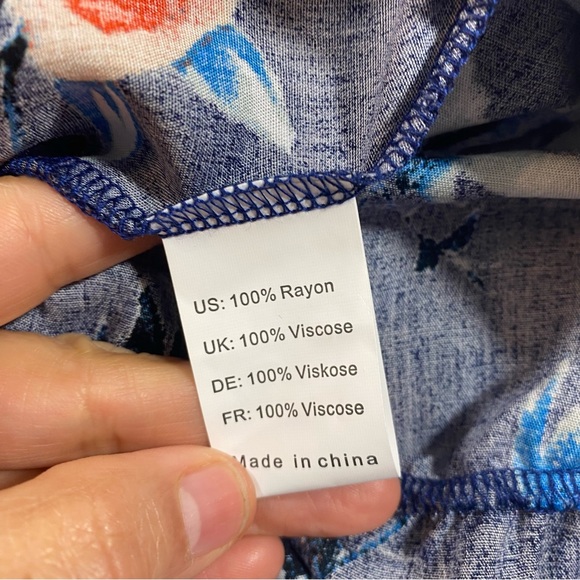 US: 100% Rayon
UK: 100% Viscose
DE: 100% Viskose
FR: 100% Viscose
Made in china